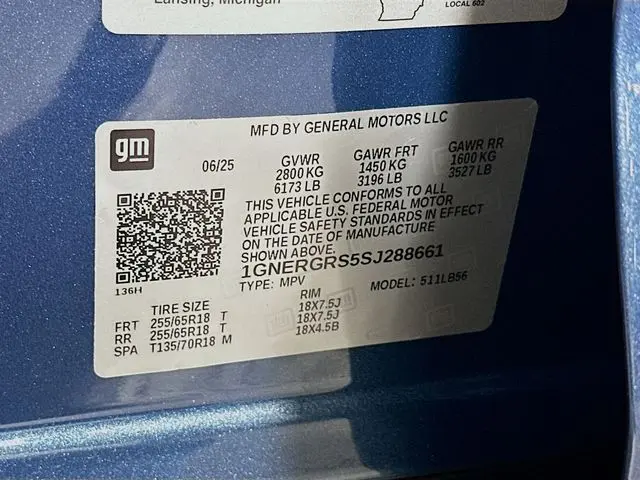 Lansing, Michigan
LOCAL 602
MFD BY GENERAL MOTORS LLC
gm
06/25
GVWR
2800 KG
6173 LB
GAWR FRT
1450 KG
3196 LB
GAWR RR
1600 KG
3527 LB
THIS VEHICLE CONFORMS TO ALL
APPLICABLE U.S. FEDERAL MOTOR
VEHICLE SAFETY STANDARDS IN EFFECT
ON THE DATE OF MANUFACTURE
SHOWN ABOVE.
1GNERGRS5SJ288661
136H
TYPE: MPV
MODEL: 511LB56
TIRE SIZE
RIM
FRT 255/65R18 T 18X7.5J
RR 255/65R18 T 18X7.5J
SPA T135/70R18 M 18X4.5B